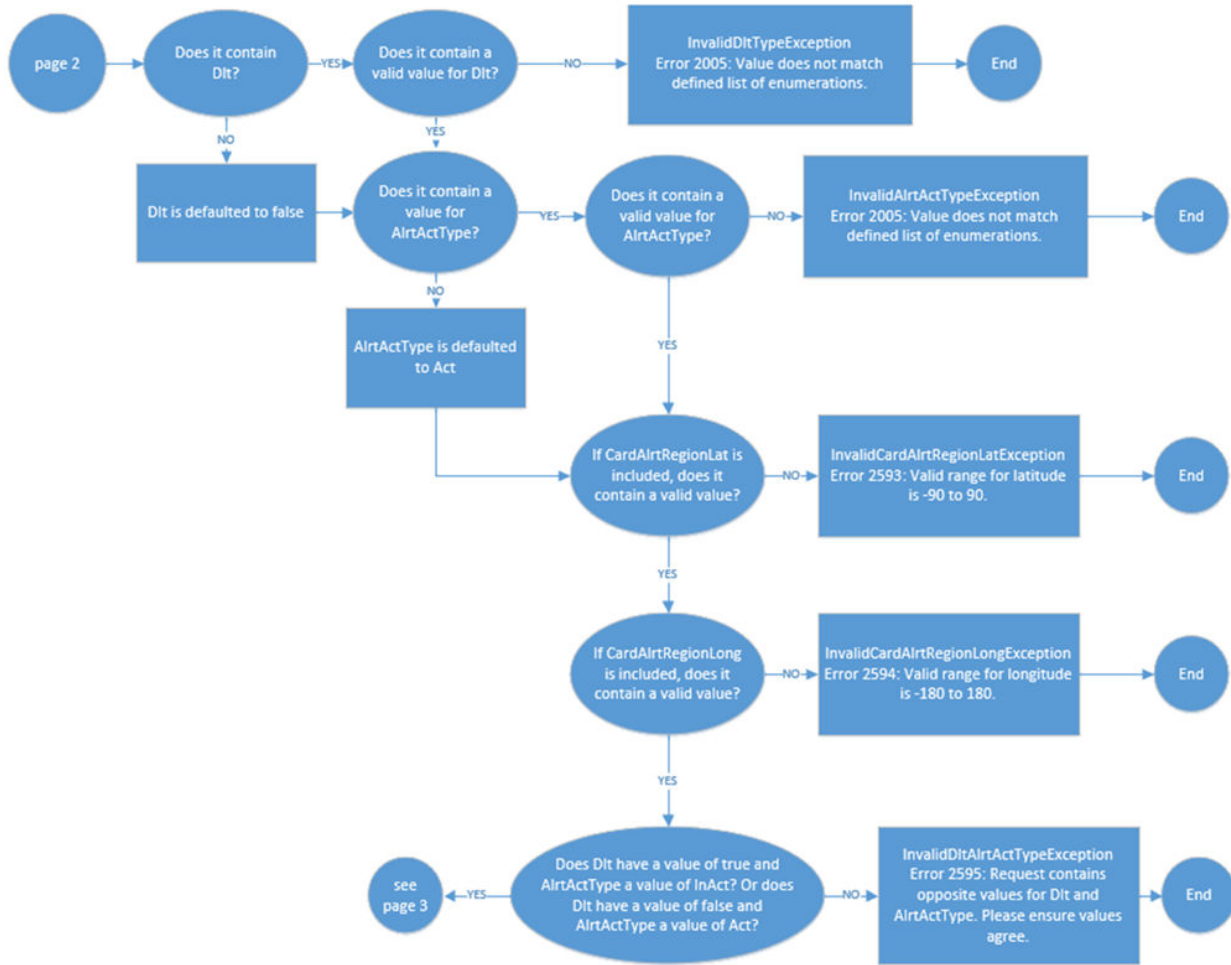 page 2
Does it contain
Dlt?
YES
Does it contain a
valid value for Dlt?
NO
InvalidDltTypeException
Error 2005: Value does not match
defined list of enumerations.
End
NO
YES
Dlt is defaulted to false
Does it contain a
value for
AlrtActType?
YES
Does it contain a
valid value for
AlrtActType?
NO
InvalidAlrtActTypeException
Error 2005: Value does not match
defined list of enumerations.
End
NO
AlrtActType is defaulted
to Act
YES
If CardAlrtRegionLat is
included, does it
contain a valid value?
NO
InvalidCardAlrtRegionLatException
Error 2593: Valid range for latitude
is -90 to 90.
End
YES
If CardAlrtRegionLong
is included, does it
contain a valid value?
NO
InvalidCardAlrtRegionLongException
Error 2594: Valid range for longitude
is -180 to 180.
End
YES
see
page 3
YES
Does Dlt have a value of true and
AlrtActType a value of InAct? Or does
Dlt have a value of false and
AlrtActType a value of Act?
NO
InvalidDltAlrtActTypeException
Error 2595: Request contains
opposite values for Dlt and
AlrtActType. Please ensure values
agree.
End